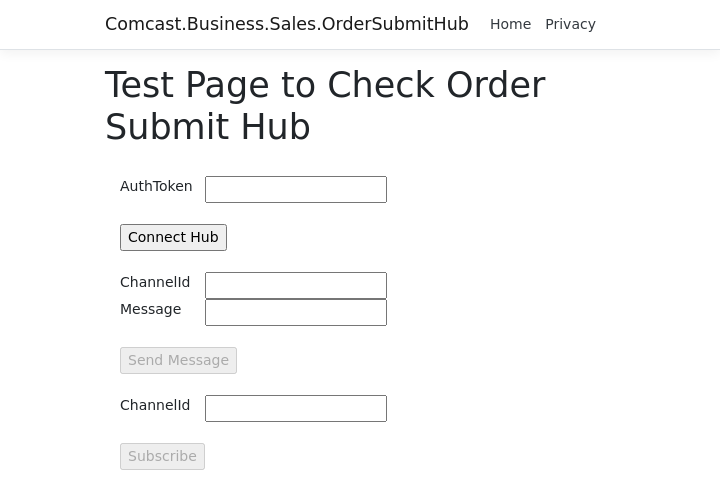 Comcast.Business.Sales.OrderSubmitHub Home Privacy
Test Page to Check Order
Submit Hub
AuthToken
Connect Hub
ChannelId
Message
Send Message
ChannelId
Subscribe